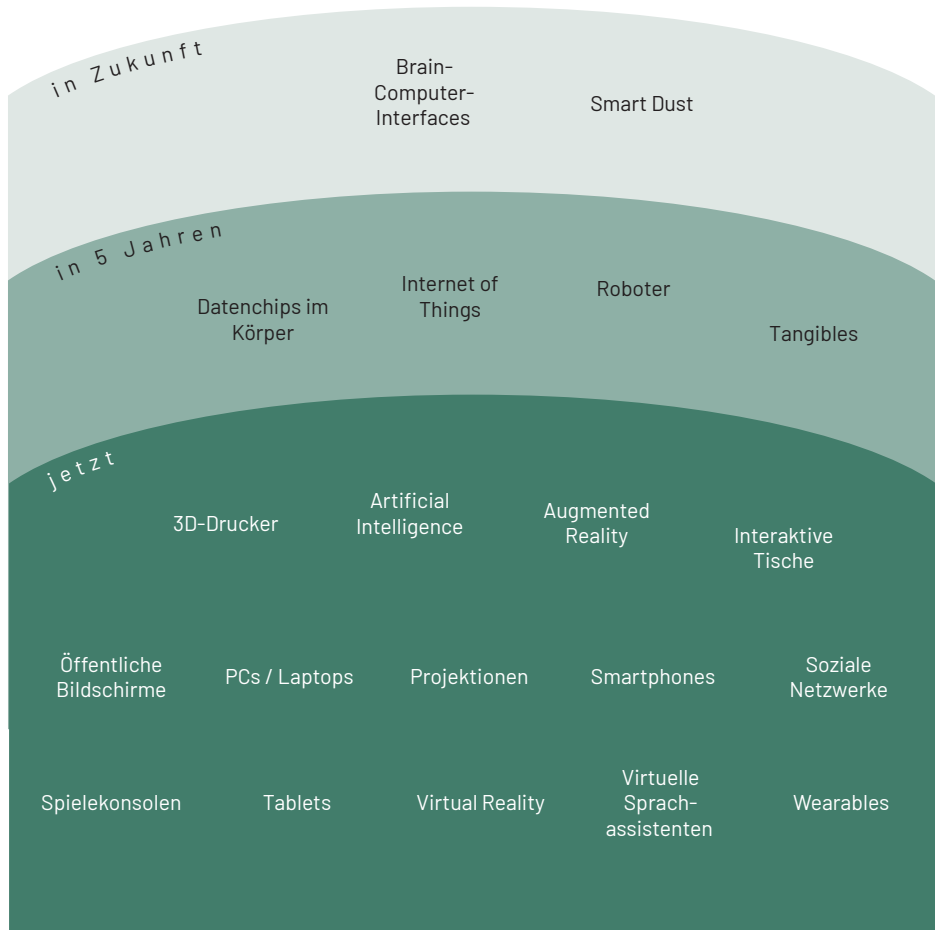 in Zukunft
Brain-
Computer-
Interfaces
Smart Dust
in 5 Jahren
Datenchips im
Körper
Internet of
Things
Roboter
Tangibles
jetzt
3D-Drucker
Artificial
Intelligence
Augmented
Reality
Interaktive
Tische
Öffentliche
Bildschirme
PCs / Laptops
Projektionen
Smartphones
Soziale
Netzwerke
Spielekonsolen
Tablets
Virtual Reality
Virtuelle
Sprach-
assistenten
Wearables